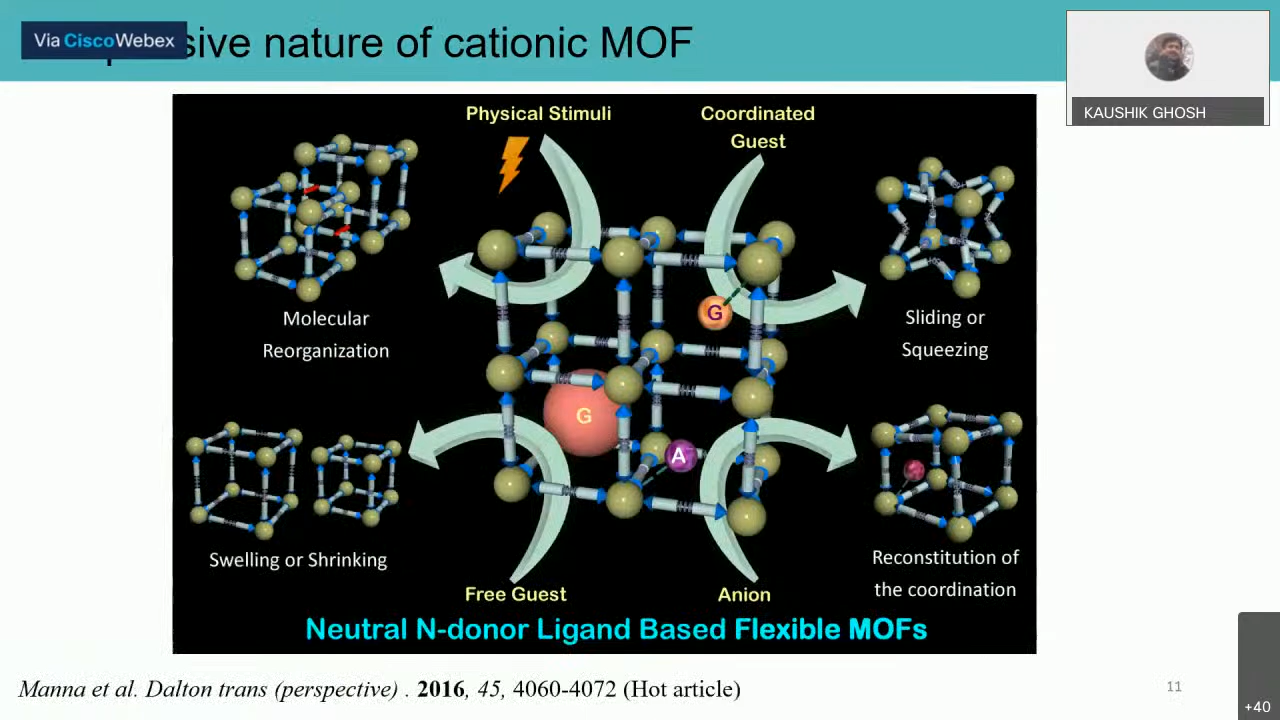 Via CiscoWebex
sive nature of cationic MOF
KAUSHIK GHOSH
Physical Stimuli
Coordinated
Guest
Molecular
Reorganization
G
Sliding or
Squeezing
G
A
Swelling or Shrinking
Reconstitution of
the coordination
Free Guest
Anion
Neutral N-donor Ligand Based Flexible MOFs
Manna et al. Dalton trans (perspective) . 2016, 45, 4060-4072 (Hot article)
11
+40